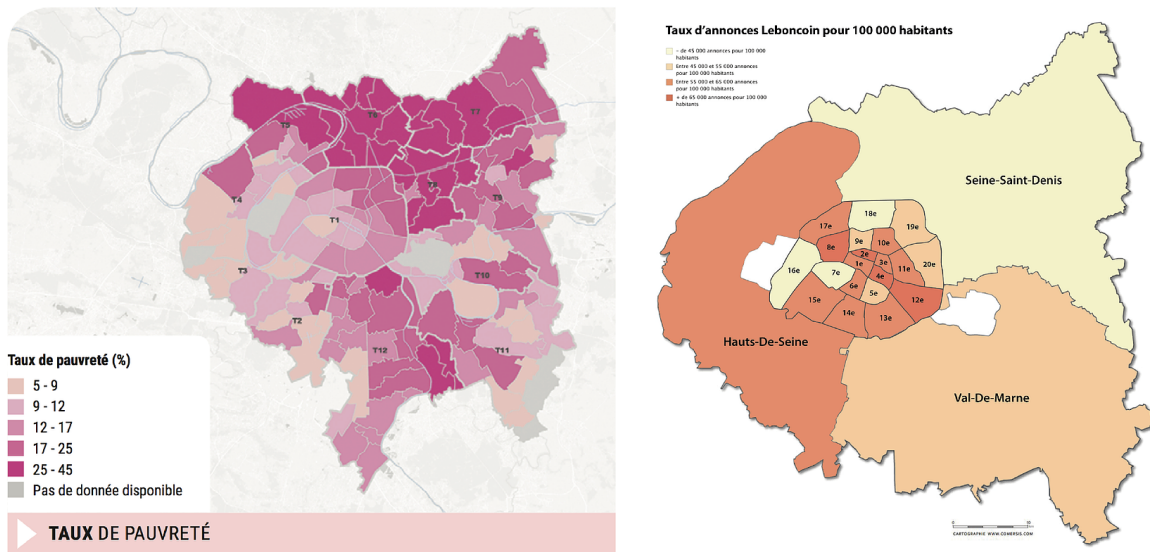 T7
T6
T5
T8
T9
T4
T1
T3
T10
T2
T12
T11
Taux de pauvreté (%)
5 - 9
9 - 12
12 - 17
17 - 25
25 - 45
Pas de donnée disponible
TAUX DE PAUVRETÉ
Taux d'annonces Leboncoin pour 100 000 habitants
- de 45 000 annonces pour 100 000
habitants
Entre 45 000 et 55 000 annonces
pour 100 000 habitants
Entre 55 000 et 65 000 annonces
pour 100 000 habitants
+ de 65 000 annonces pour 100 000
habitants
Seine-Saint-Denis
18e
17e
19e
8e
9e
10e
2e
1e
3e
11e
20e
16e
7e
4e
6e
5e
12e
15e
14e
13e
Hauts-De-Seine
Val-De-Marne
CARTOGRAPHIE WWW.COMERSIS.COM